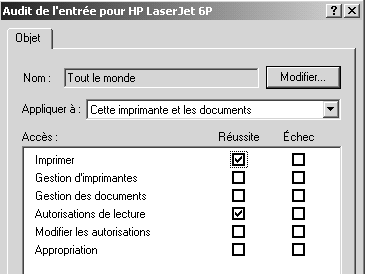 Audit de l'entrée pour HP LaserJet 6P
Objet
Nom : Tout le monde Modifier...
Appliquer à : Cette imprimante et les documents
Accès : Réussite Échec
Imprimer
Gestion d'imprimantes
Gestion des documents
Autorisations de lecture
Modifier les autorisations
Appropriation